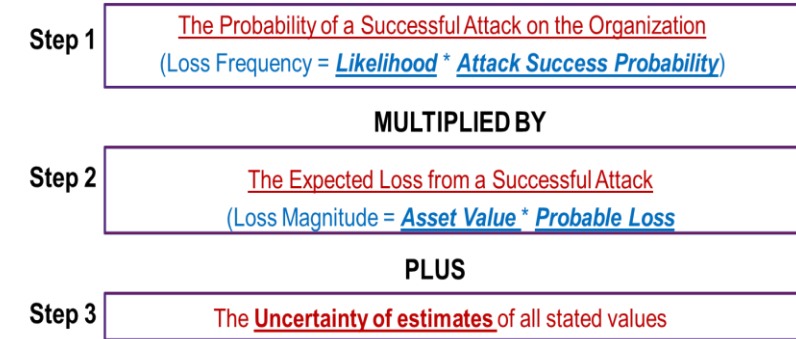 Step 1
The Probability of a Successful Attack on the Organization
(Loss Frequency = Likelihood * Attack Success Probability)
MULTIPLIED BY
Step 2
The Expected Loss from a Successful Attack
(Loss Magnitude = Asset Value * Probable Loss
PLUS
Step 3
The Uncertainty of estimates of all stated values